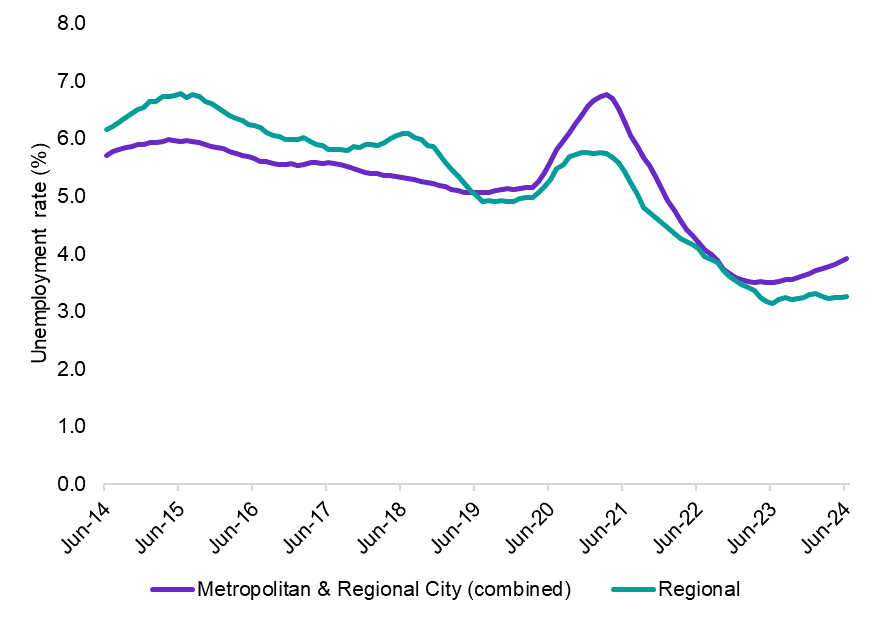 8.0
7.0
6.0
5.0
4.0
3.0
2.0
1.0
0.0
Unemployment rate (%)
Jun-14
Jun-15
Jun-16
Jun-17
Jun-18
Jun-19
Jun-20
Jun-21
Jun-22
Jun-23
Jun-24
Metropolitan & Regional City (combined)
Regional